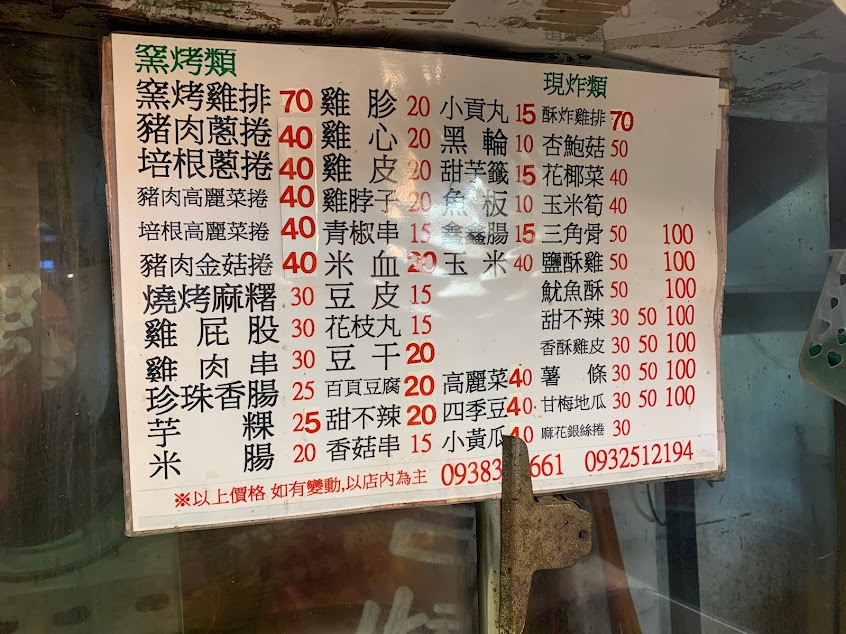 窯烤類
窯烤雞排 70
豬肉蔥捲 40
培根蔥捲 40
豬肉高麗菜捲 40
培根高麗菜捲 40
豬肉金菇捲 40
燒烤麻糬 30
雞屁股 30
雞肉串 30
珍珠香腸 25
芋粿 25
米腸 20
雞胗 20
雞心 20
雞皮 20
雞脖子 20
青椒串 15
米血 20
豆皮 15
花枝丸 15
豆干 20
百頁豆腐 20
甜不辣 20
香菇串 15
小貢丸 15
黑輪 10
甜芋籤 15
魚板 10
鑫鑫腸 15
玉米 40
高麗菜 40
四季豆 40
小黃瓜 40
現炸類
酥炸雞排 70
杏鮑菇 50
花椰菜 40
玉米筍 40
三角骨 50 100
鹽酥雞 50 100
魷魚酥 50 100
甜不辣 30 50 100
香酥雞皮 30 50 100
薯條 30 50 100
甘梅地瓜 30 50 100
麻花銀絲捲 30
※以上價格 如有變動,以店內為主 0932512194